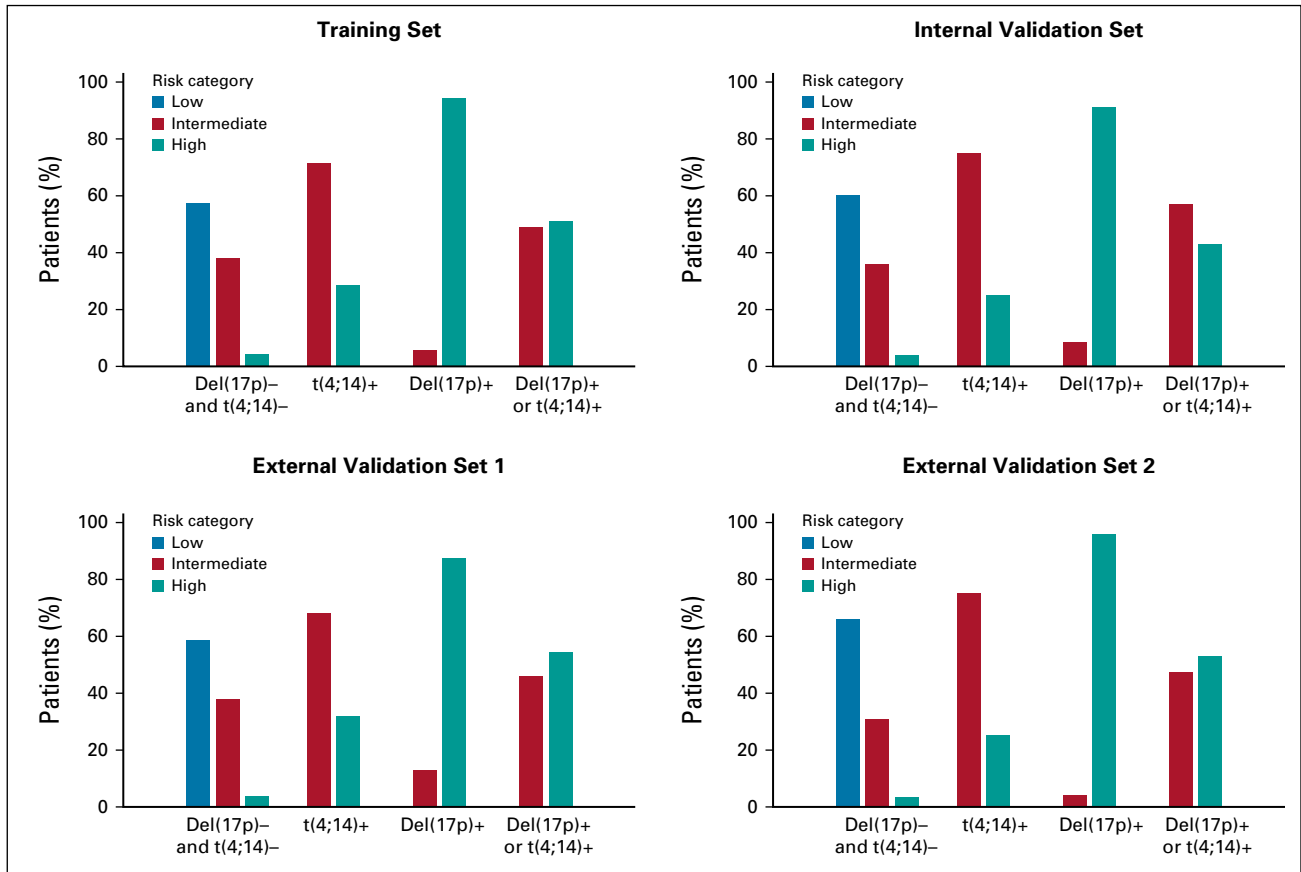 Training Set
Patients (%)
100
80
60
40
20
0
Risk category
Low
Intermediate
High
Del(17p)–
and t(4;14)–
t(4;14)+
Del(17p)+
Del(17p)+
or t(4;14)+
Internal Validation Set
Patients (%)
100
80
60
40
20
0
Risk category
Low
Intermediate
High
Del(17p)–
and t(4;14)–
t(4;14)+
Del(17p)+
Del(17p)+
or t(4;14)+
External Validation Set 1
Patients (%)
100
80
60
40
20
0
Risk category
Low
Intermediate
High
Del(17p)–
and t(4;14)–
t(4;14)+
Del(17p)+
Del(17p)+
or t(4;14)+
External Validation Set 2
Patients (%)
100
80
60
40
20
0
Risk category
Low
Intermediate
High
Del(17p)–
and t(4;14)–
t(4;14)+
Del(17p)+
Del(17p)+
or t(4;14)+